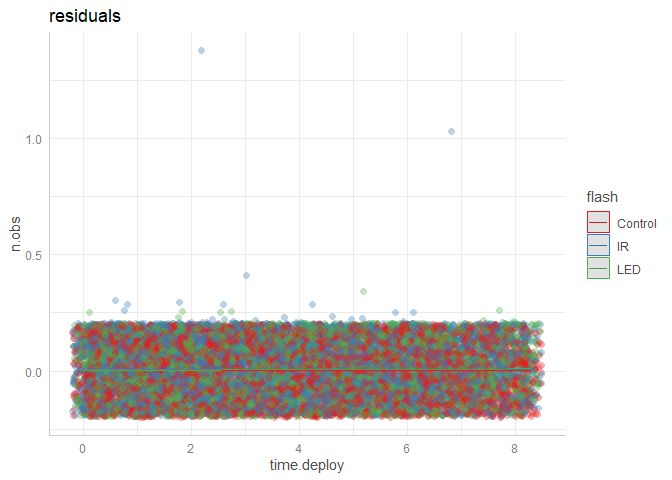 residuals
1.0
0.5
0.0
n.obs
0
2
4
6
8
time.deploy
flash
Control
IR
LED